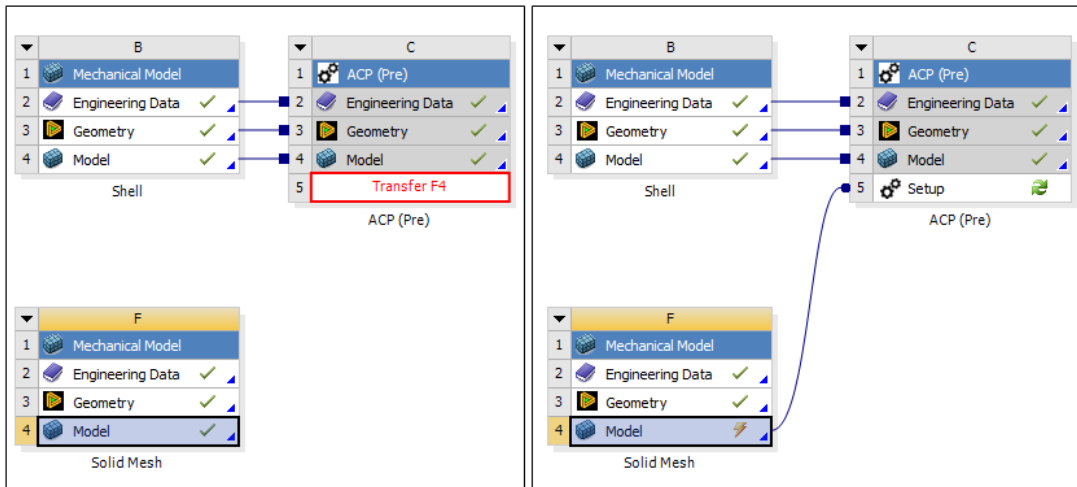 B
1 Mechanical Model
2 Engineering Data
3 Geometry
4 Model
Shell
C
1 ACP (Pre)
2 Engineering Data
3 Geometry
4 Model
5 Transfer F4
ACP (Pre)
F
1 Mechanical Model
2 Engineering Data
3 Geometry
4 Model
Solid Mesh
B
1 Mechanical Model
2 Engineering Data
3 Geometry
4 Model
Shell
C
1 ACP (Pre)
2 Engineering Data
3 Geometry
4 Model
5 Setup
ACP (Pre)
F
1 Mechanical Model
2 Engineering Data
3 Geometry
4 Model
Solid Mesh